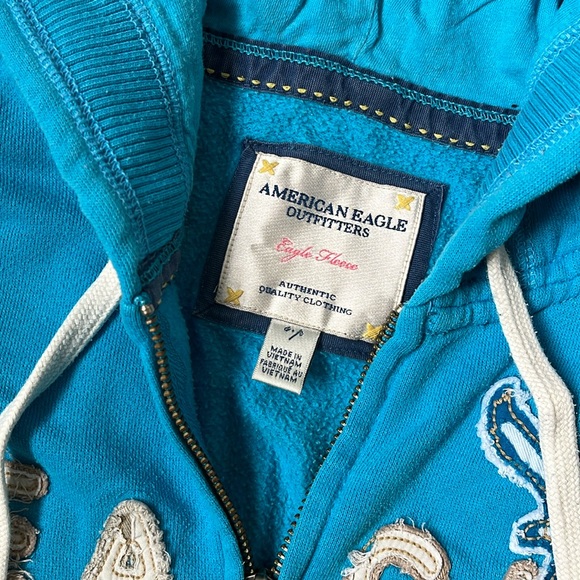 AMERICAN EAGLE
OUTFITTERS
Eagle Fleece
AUTHENTIC
QUALITY CLOTHING
MADE IN
VIETNAM
FABRIQUÉ AU
VIETNAM